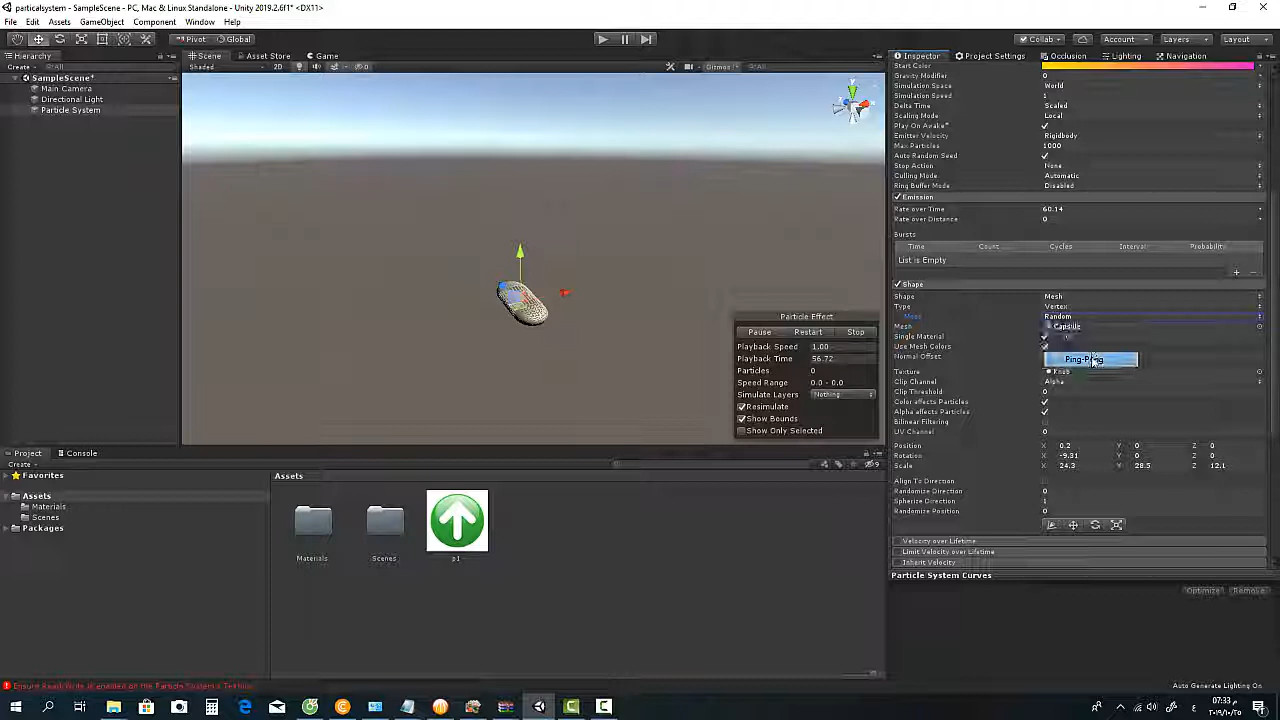 particalsystem - SampleScene - PC, Mac & Linux Standalone - Unity 2019.2.6f1* <DX11>
File Edit Assets GameObject Component Window Help
Pivot Global Collab Account Layers Layout
Hierarchy Scene Asset Store Game Inspector Project Settings Occlusion Lighting Navigation
Create All Shaded 2D 0 Gizmos All
SampleScene*
Main Camera
Directional Light
Particle System
Start Color
Gravity Modifier 0
Simulation Space World
Simulation Speed 1
Delta Time Scaled
Scaling Mode Local
Play On Awake*
Emitter Velocity Rigidbody
Max Particles 1000
Auto Random Seed
Stop Action None
Culling Mode Automatic
Ring Buffer Mode Disabled
Emission
Rate over Time 60.14
Rate over Distance 0
Bursts
Time Count Cycles Interval Probability
List is Empty
Shape
Shape Mesh
Type Vertex
Mode Random
Mesh Capsule
Single Material
Use Mesh Colors
Normal Offset
Texture Knob
Clip Channel Alpha
Clip Threshold 0
Color affects Particles
Alpha affects Particles
Bilinear Filtering
UV Channel 0
Position X 0.2 Y 0 Z 0
Rotation X -9.31 Y 0 Z 0
Scale X 24.3 Y 28.5 Z 12.1
Align To Direction
Randomize Direction 0
Spherize Direction 1
Randomize Position 0
Velocity over Lifetime
Limit Velocity over Lifetime
Inherit Velocity
Particle System Curves
Optimize Remove
Particle Effect
Pause Restart Stop
Playback Speed 1.00
Playback Time 56.72
Particles 0
Speed Range 0.0 - 0.0
Simulate Layers Nothing
Resimulate
Show Bounds
Show Only Selected
Project Console
Create 9
Favorites
Assets
Materials
Scenes
Packages
Assets
Materials Scenes p1
Ensure Read/Write is enabled on the Particle System's Texture
Auto Generate Lighting On